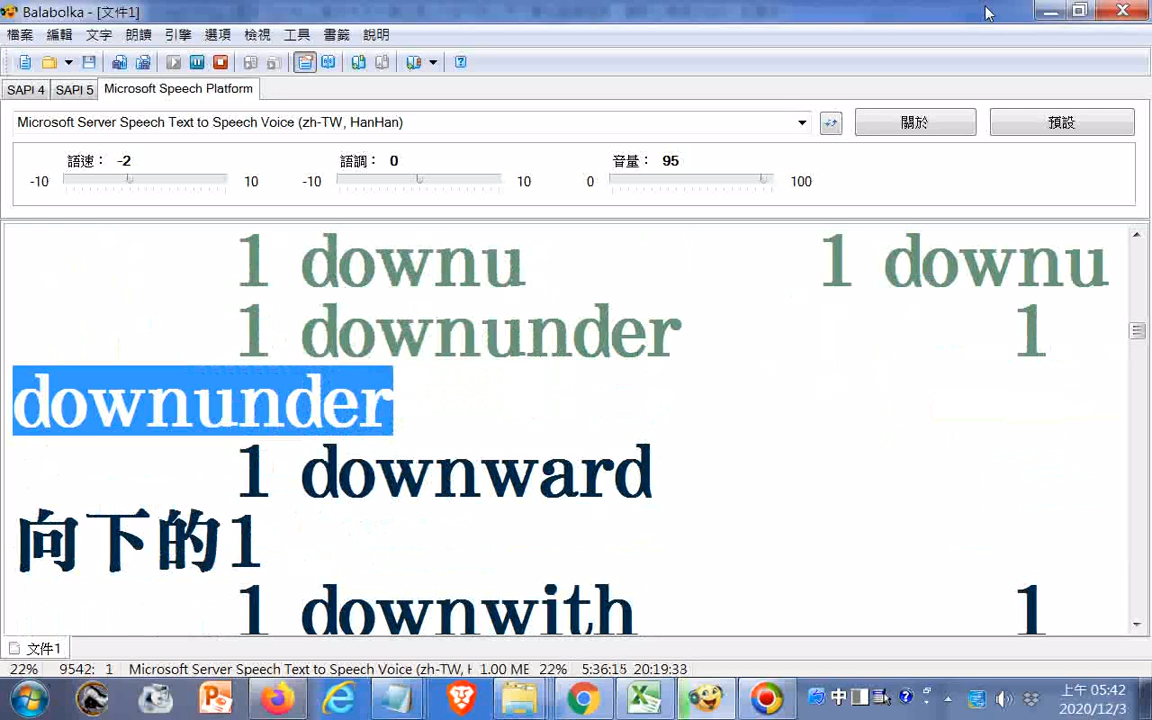 Balabolka - [文件1]
檔案 編輯 文字 朗讀 引擎 選項 檢視 工具 書籤 說明
SAPI 4 SAPI 5 Microsoft Speech Platform
Microsoft Server Speech Text to Speech Voice (zh-TW, HanHan) 關於 預設
語速： -2 語調： 0 音量： 95
-10 10 -10 10 0 100
1 downu 1 downu
1 downunder 1
downunder
1 downward
向下的1
1 downwith 1
文件1
22% 9542: 1 Microsoft Server Speech Text to Speech Voice (zh-TW, 1.00 ME 22% 5:36:15 20:19:33
中 上午 05:42
2020/12/3